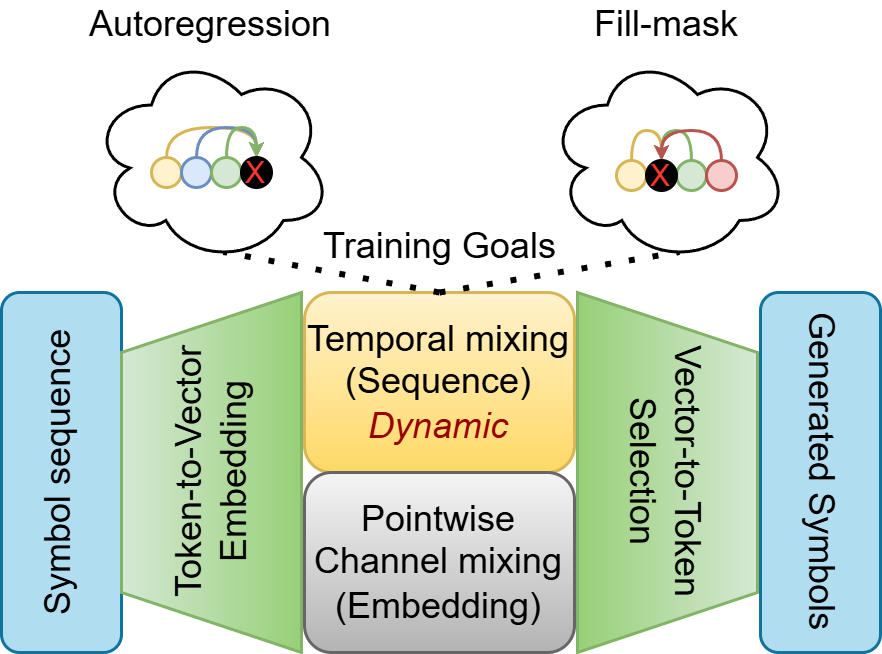 Autoregression
Fill-mask
X
X
Training Goals
Symbol sequence
Token-to-Vector
Embedding
Temporal mixing
(Sequence)
Dynamic
Pointwise
Channel mixing
(Embedding)
Vector-to-Token
Selection
Generated Symbols